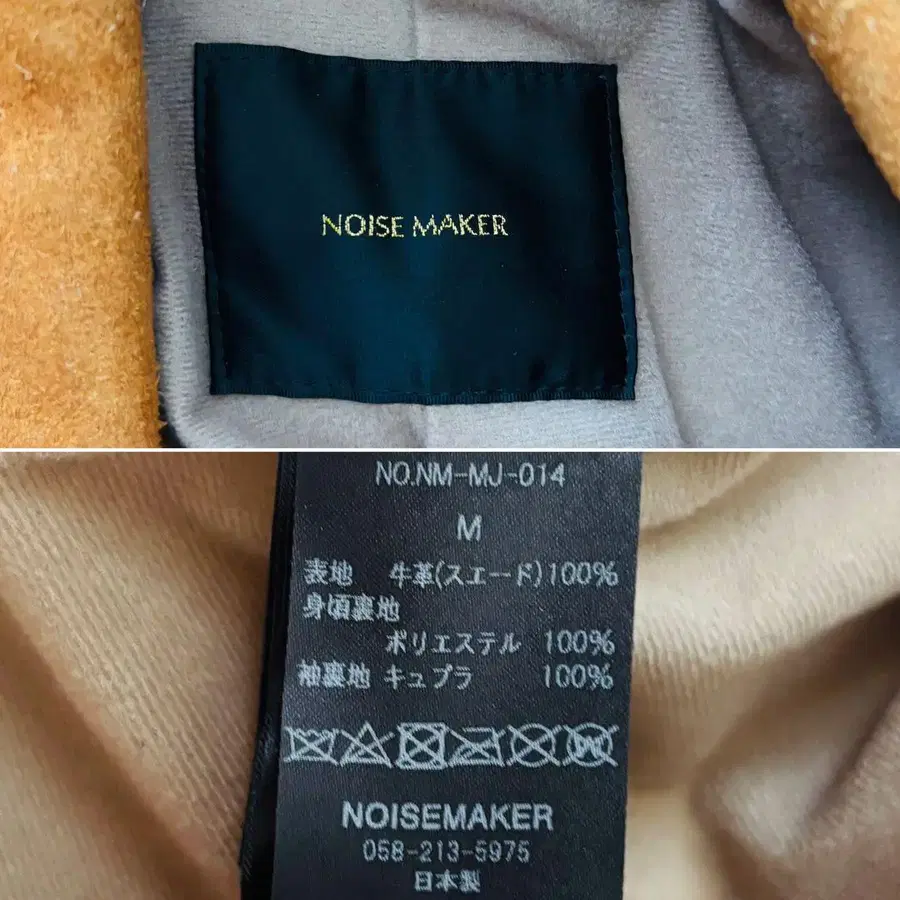 NOISE MAKER
NO.NM-MJ-014
M
表地 牛革(スエード)100%
身頃裏地
ポリエステル 100%
袖裏地 キュプラ 100%
NOISEMAKER
058-213-5975
日本製